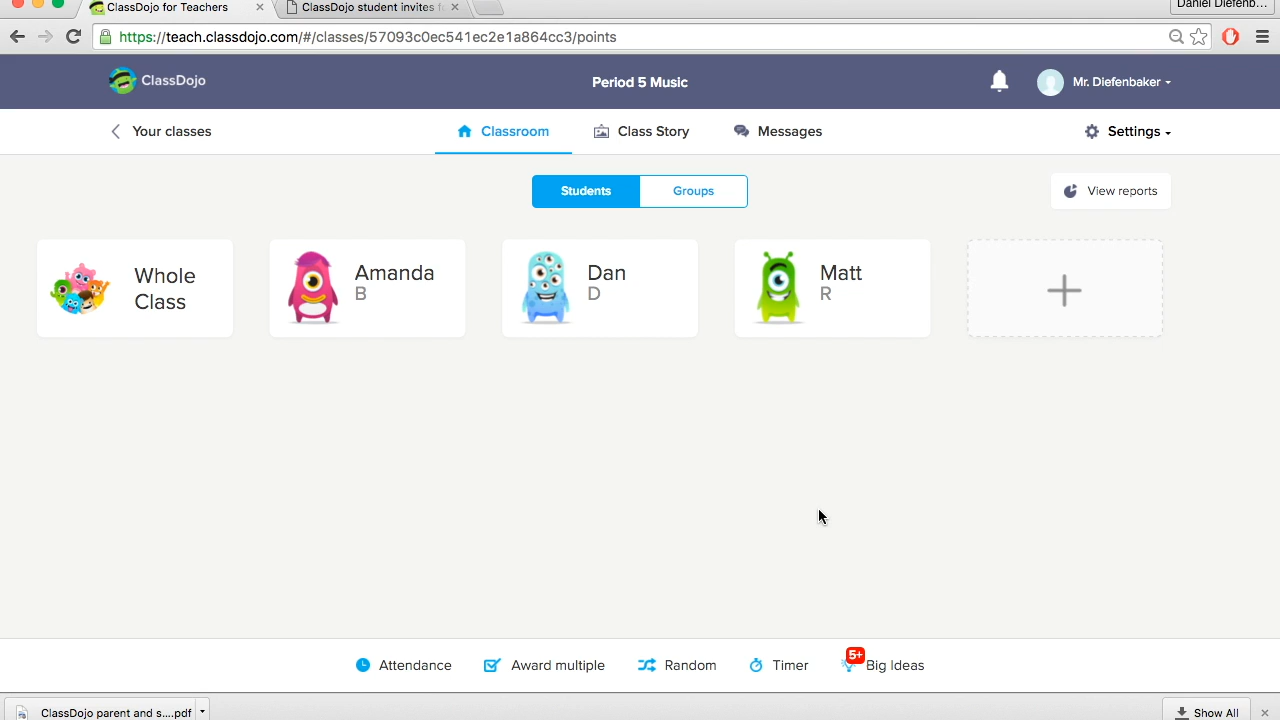 ClassDojo for Teachers
ClassDojo student invites f
Daniel Diefenb...
https://teach.classdojo.com/#/classes/57093c0ec541ec2e1a864cc3/points
ClassDojo
Period 5 Music
Mr. Diefenbaker
Your classes
Classroom
Class Story
Messages
Settings
Students
Groups
View reports
Whole
Class
Amanda
B
Dan
D
Matt
R
Attendance
Award multiple
Random
Timer
5+
Big Ideas
ClassDojo parent and s....pdf
Show All